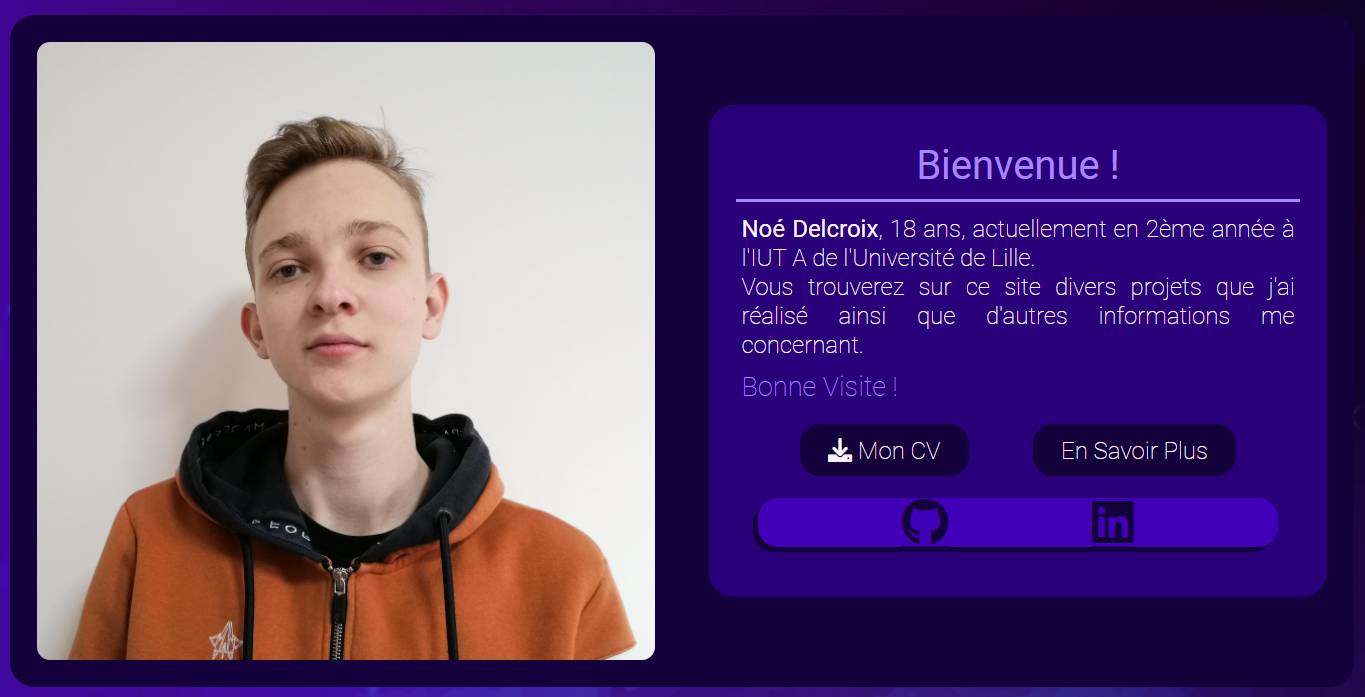 Bienvenue !
Noé Delcroix, 18 ans, actuellement en 2ème année à
l'IUT A de l'Université de Lille.
Vous trouverez sur ce site divers projets que j'ai
réalisé ainsi que d'autres informations me
concernant.
Bonne Visite !
Mon CV
En Savoir Plus
in